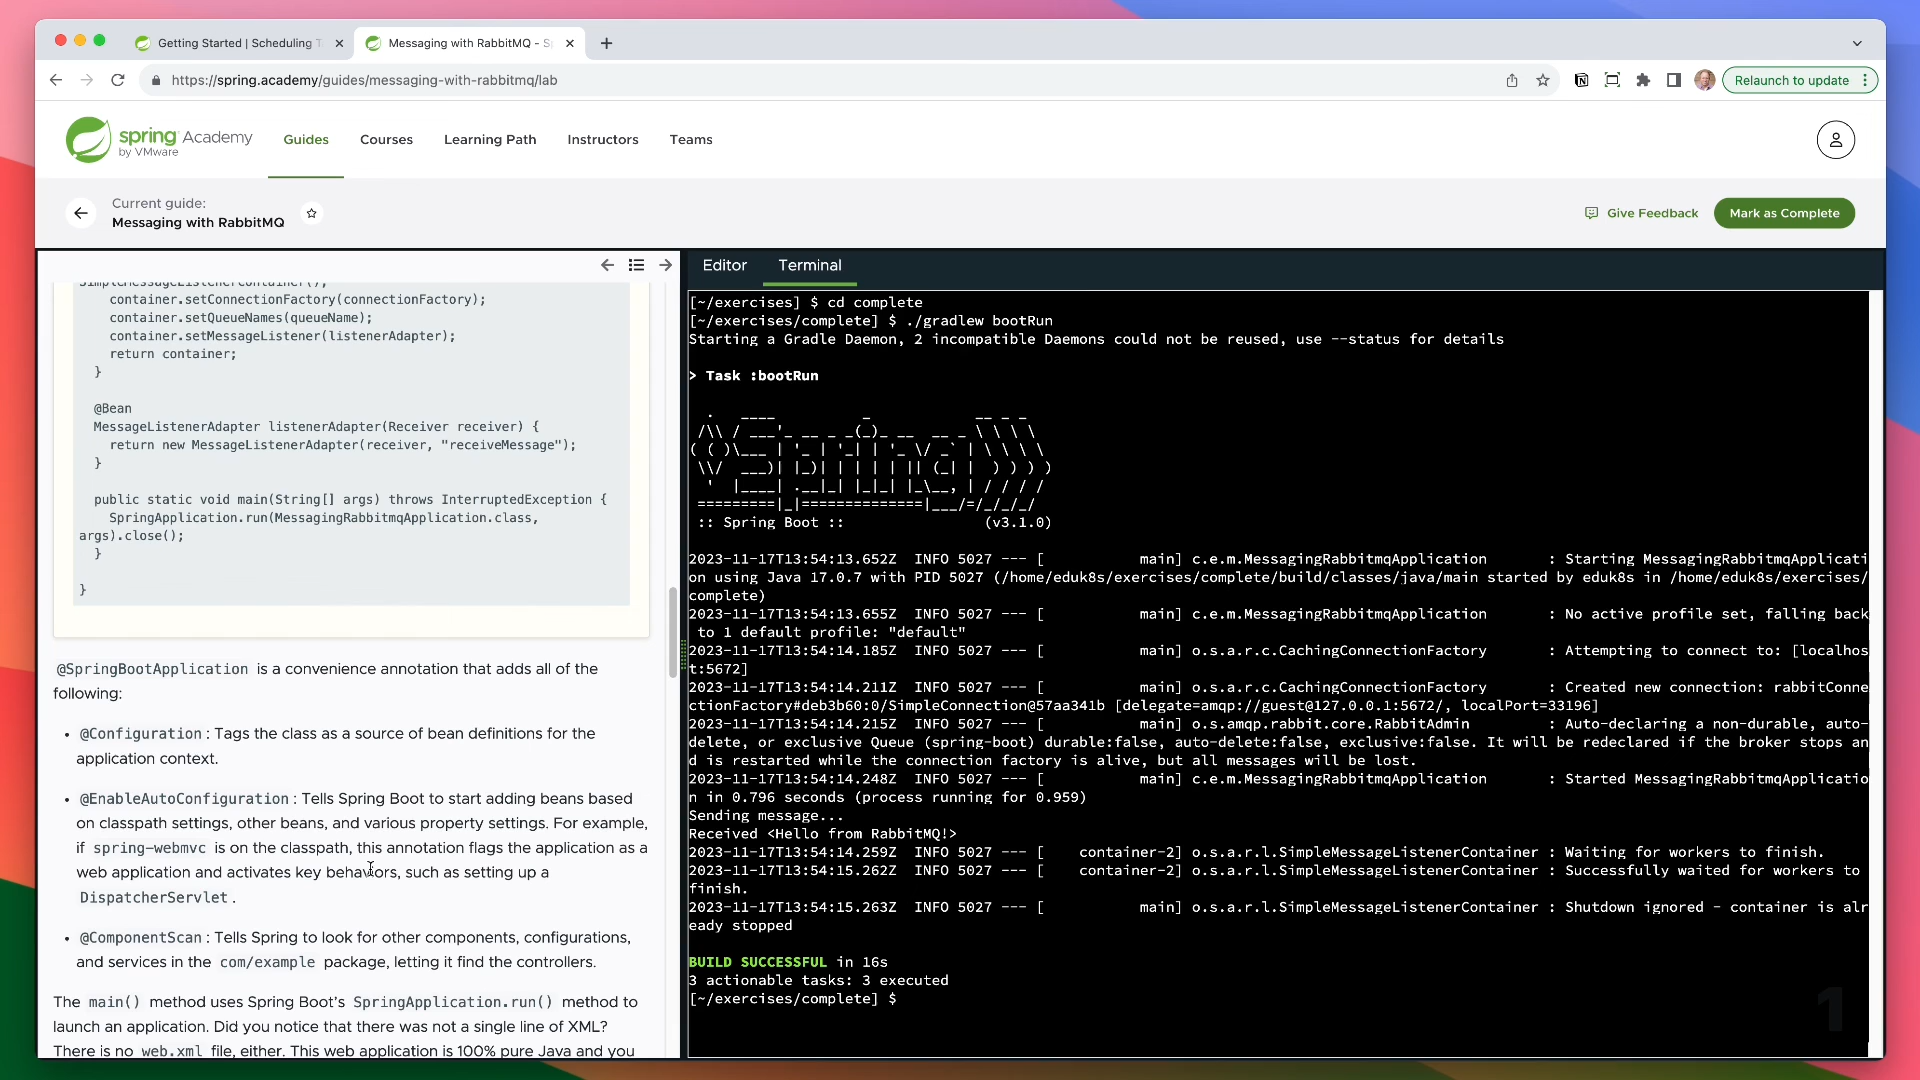 Getting Started | Scheduling T
Messaging with RabbitMQ - S
https://spring.academy/guides/messaging-with-rabbitmq/lab
Relaunch to update
spring Academy
by VMware
Guides
Courses
Learning Path
Instructors
Teams
Current guide:
Messaging with RabbitMQ
Give Feedback
Mark as Complete
SimpleMessageListenerContainer();
container.setConnectionFactory(connectionFactory);
container.setQueueNames(queueName);
container.setMessageListener(listenerAdapter);
return container;
}
@Bean
MessageListenerAdapter listenerAdapter(Receiver receiver) {
return new MessageListenerAdapter(receiver, "receiveMessage");
}
public static void main(String[] args) throws InterruptedException {
SpringApplication.run(MessagingRabbitmqApplication.class,
args).close();
}
}
@SpringBootApplication is a convenience annotation that adds all of the
following:
• @Configuration : Tags the class as a source of bean definitions for the
application context.
• @EnableAutoConfiguration : Tells Spring Boot to start adding beans based
on classpath settings, other beans, and various property settings. For example,
if spring-webmvc is on the classpath, this annotation flags the application as a
web application and activates key behaviors, such as setting up a
DispatcherServlet .
• @ComponentScan : Tells Spring to look for other components, configurations,
and services in the com/example package, letting it find the controllers.
The main() method uses Spring Boot’s SpringApplication.run() method to
launch an application. Did you notice that there was not a single line of XML?
There is no web.xml file, either. This web application is 100% pure Java and you
Editor
Terminal
[~/exercises] $ cd complete
[~/exercises/complete] $ ./gradlew bootRun
Starting a Gradle Daemon, 2 incompatible Daemons could not be reused, use --status for details
> Task :bootRun
  .   ____          _            __ _ _
 /\\ / ___'_ __ _ _(_)_ __  __ _ \ \ \ \
( ( )\___ | '_ | '_| | '_ \/ _` | \ \ \ \
 \\/  ___)| |_)| | | | | || (_| |  ) ) ) )
  '  |____| .__|_| |_|_| |_\__, | / / / /
 =========|_|==============|___/=/_/_/_/
:: Spring Boot :: (v3.1.0)
2023-11-17T13:54:13.652Z INFO 5027 --- [ main] c.e.m.MessagingRabbitmqApplication : Starting MessagingRabbitmqApplicati
on using Java 17.0.7 with PID 5027 (/home/eduk8s/exercises/complete/build/classes/java/main started by eduk8s in /home/eduk8s/exercises/
complete)
2023-11-17T13:54:13.655Z INFO 5027 --- [ main] c.e.m.MessagingRabbitmqApplication : No active profile set, falling back
to 1 default profile: "default"
2023-11-17T13:54:14.185Z INFO 5027 --- [ main] o.s.a.r.c.CachingConnectionFactory : Attempting to connect to: [localhos
t:5672]
2023-11-17T13:54:14.211Z INFO 5027 --- [ main] o.s.a.r.c.CachingConnectionFactory : Created new connection: rabbitConne
ctionFactory#deb3b60:0/SimpleConnection@57aa341b [delegate=amqp://guest@127.0.0.1:5672/, localPort=33196]
2023-11-17T13:54:14.215Z INFO 5027 --- [ main] o.s.amqp.rabbit.core.RabbitAdmin : Auto-declaring a non-durable, auto-
delete, or exclusive Queue (spring-boot) durable:false, auto-delete:false, exclusive:false. It will be redeclared if the broker stops an
d is restarted while the connection factory is alive, but all messages will be lost.
2023-11-17T13:54:14.248Z INFO 5027 --- [ main] c.e.m.MessagingRabbitmqApplication : Started MessagingRabbitmqApplicatio
n in 0.796 seconds (process running for 0.959)
Sending message...
Received <Hello from RabbitMQ!>
2023-11-17T13:54:14.259Z INFO 5027 --- [ container-2] o.s.a.r.l.SimpleMessageListenerContainer : Waiting for workers to finish.
2023-11-17T13:54:15.262Z INFO 5027 --- [ container-2] o.s.a.r.l.SimpleMessageListenerContainer : Successfully waited for workers to
finish.
2023-11-17T13:54:15.263Z INFO 5027 --- [ main] o.s.a.r.l.SimpleMessageListenerContainer : Shutdown ignored - container is alr
eady stopped
BUILD SUCCESSFUL in 16s
3 actionable tasks: 3 executed
[~/exercises/complete] $
1